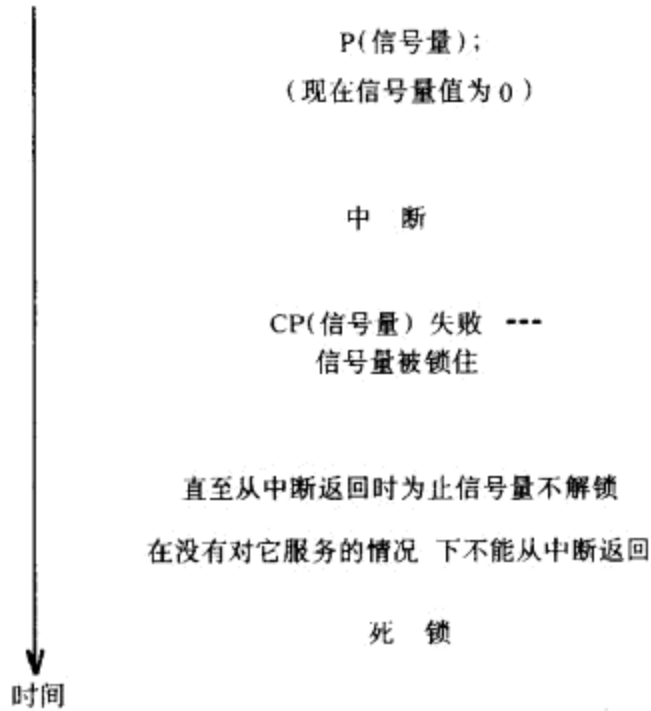 P(信号量);
(现在信号量值为0)
中 断
CP(信号量) 失败 ---
信号量被锁住
直至从中断返回时为止信号量不解锁
在没有对它服务的情况 下不能从中断返回
死 锁
时间